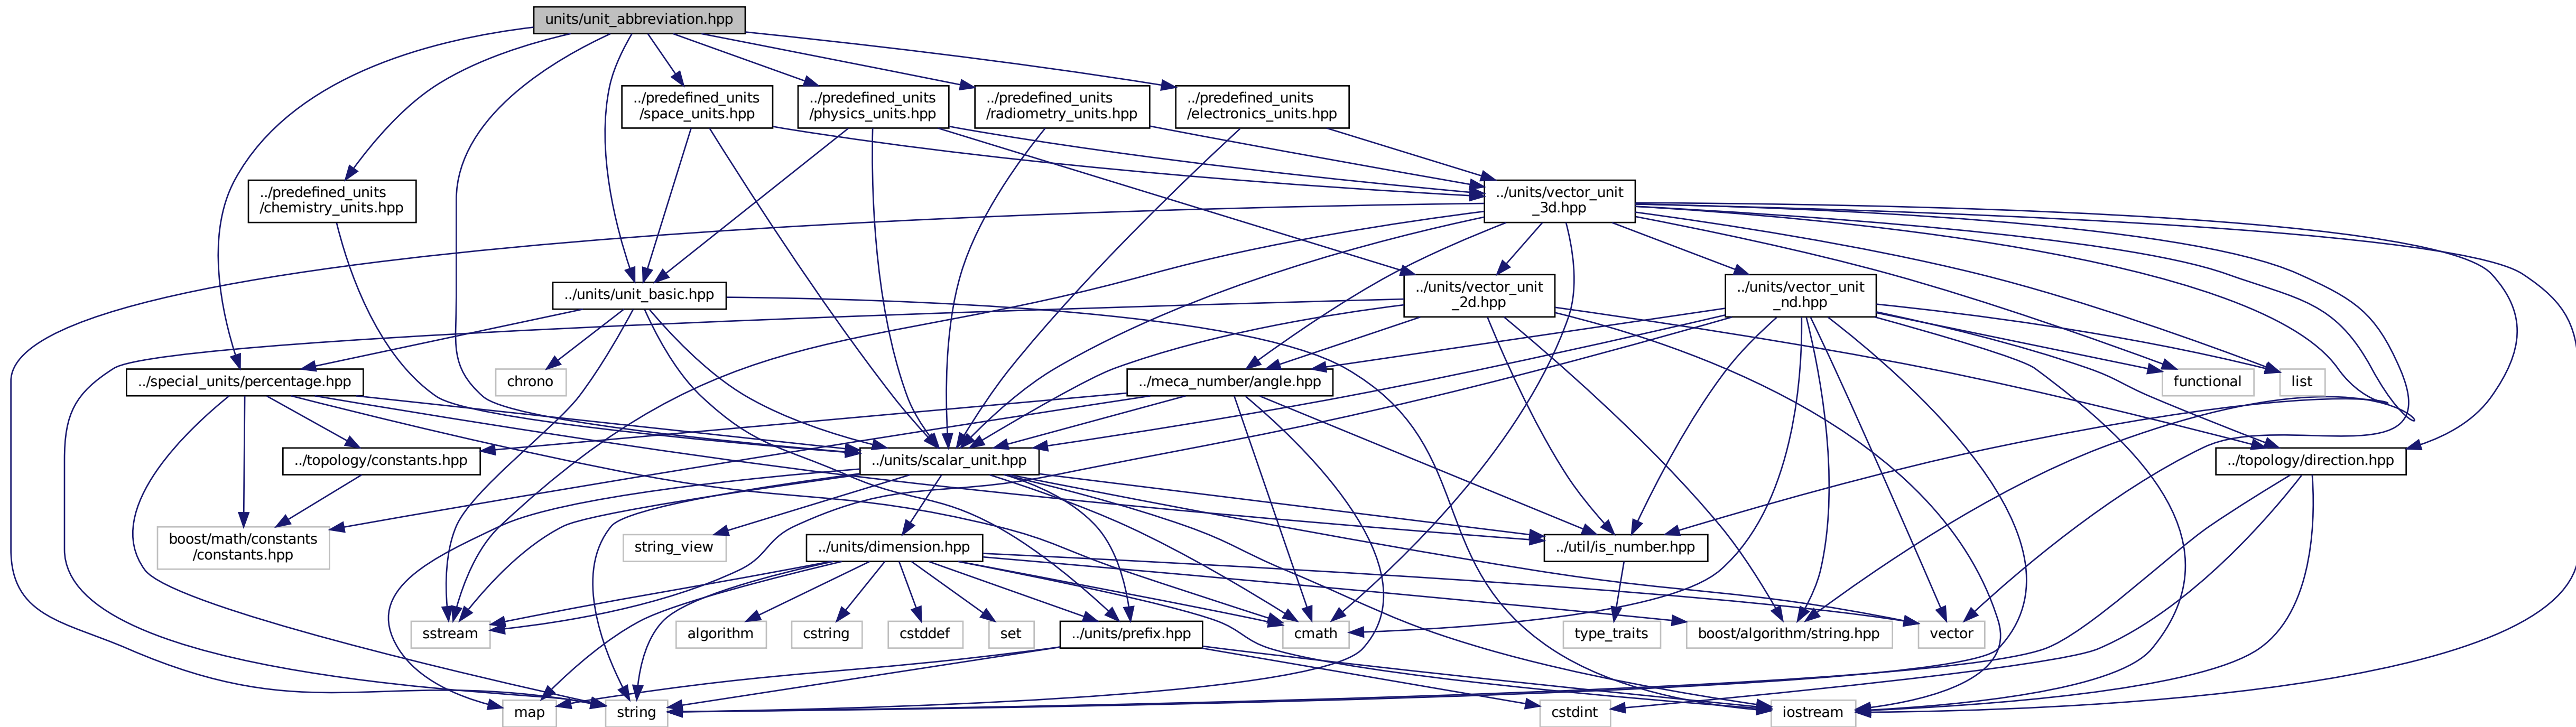 units/unit_abbreviation.hpp
../predefined_units
/space_units.hpp
../predefined_units
/physics_units.hpp
../predefined_units
/radiometry_units.hpp
../predefined_units
/electronics_units.hpp
../predefined_units
/chemistry_units.hpp
../units/vector_unit
_3d.hpp
../units/unit_basic.hpp
../units/vector_unit
_2d.hpp
../units/vector_unit
_nd.hpp
../special_units/percentage.hpp
chrono
../meca_number/angle.hpp
functional
list
../topology/constants.hpp
../units/scalar_unit.hpp
../topology/direction.hpp
boost/math/constants
/constants.hpp
string_view
../units/dimension.hpp
../util/is_number.hpp
sstream
algorithm
cstring
cstddef
set
../units/prefix.hpp
cmath
type_traits
boost/algorithm/string.hpp
vector
map
string
cstdint
iostream